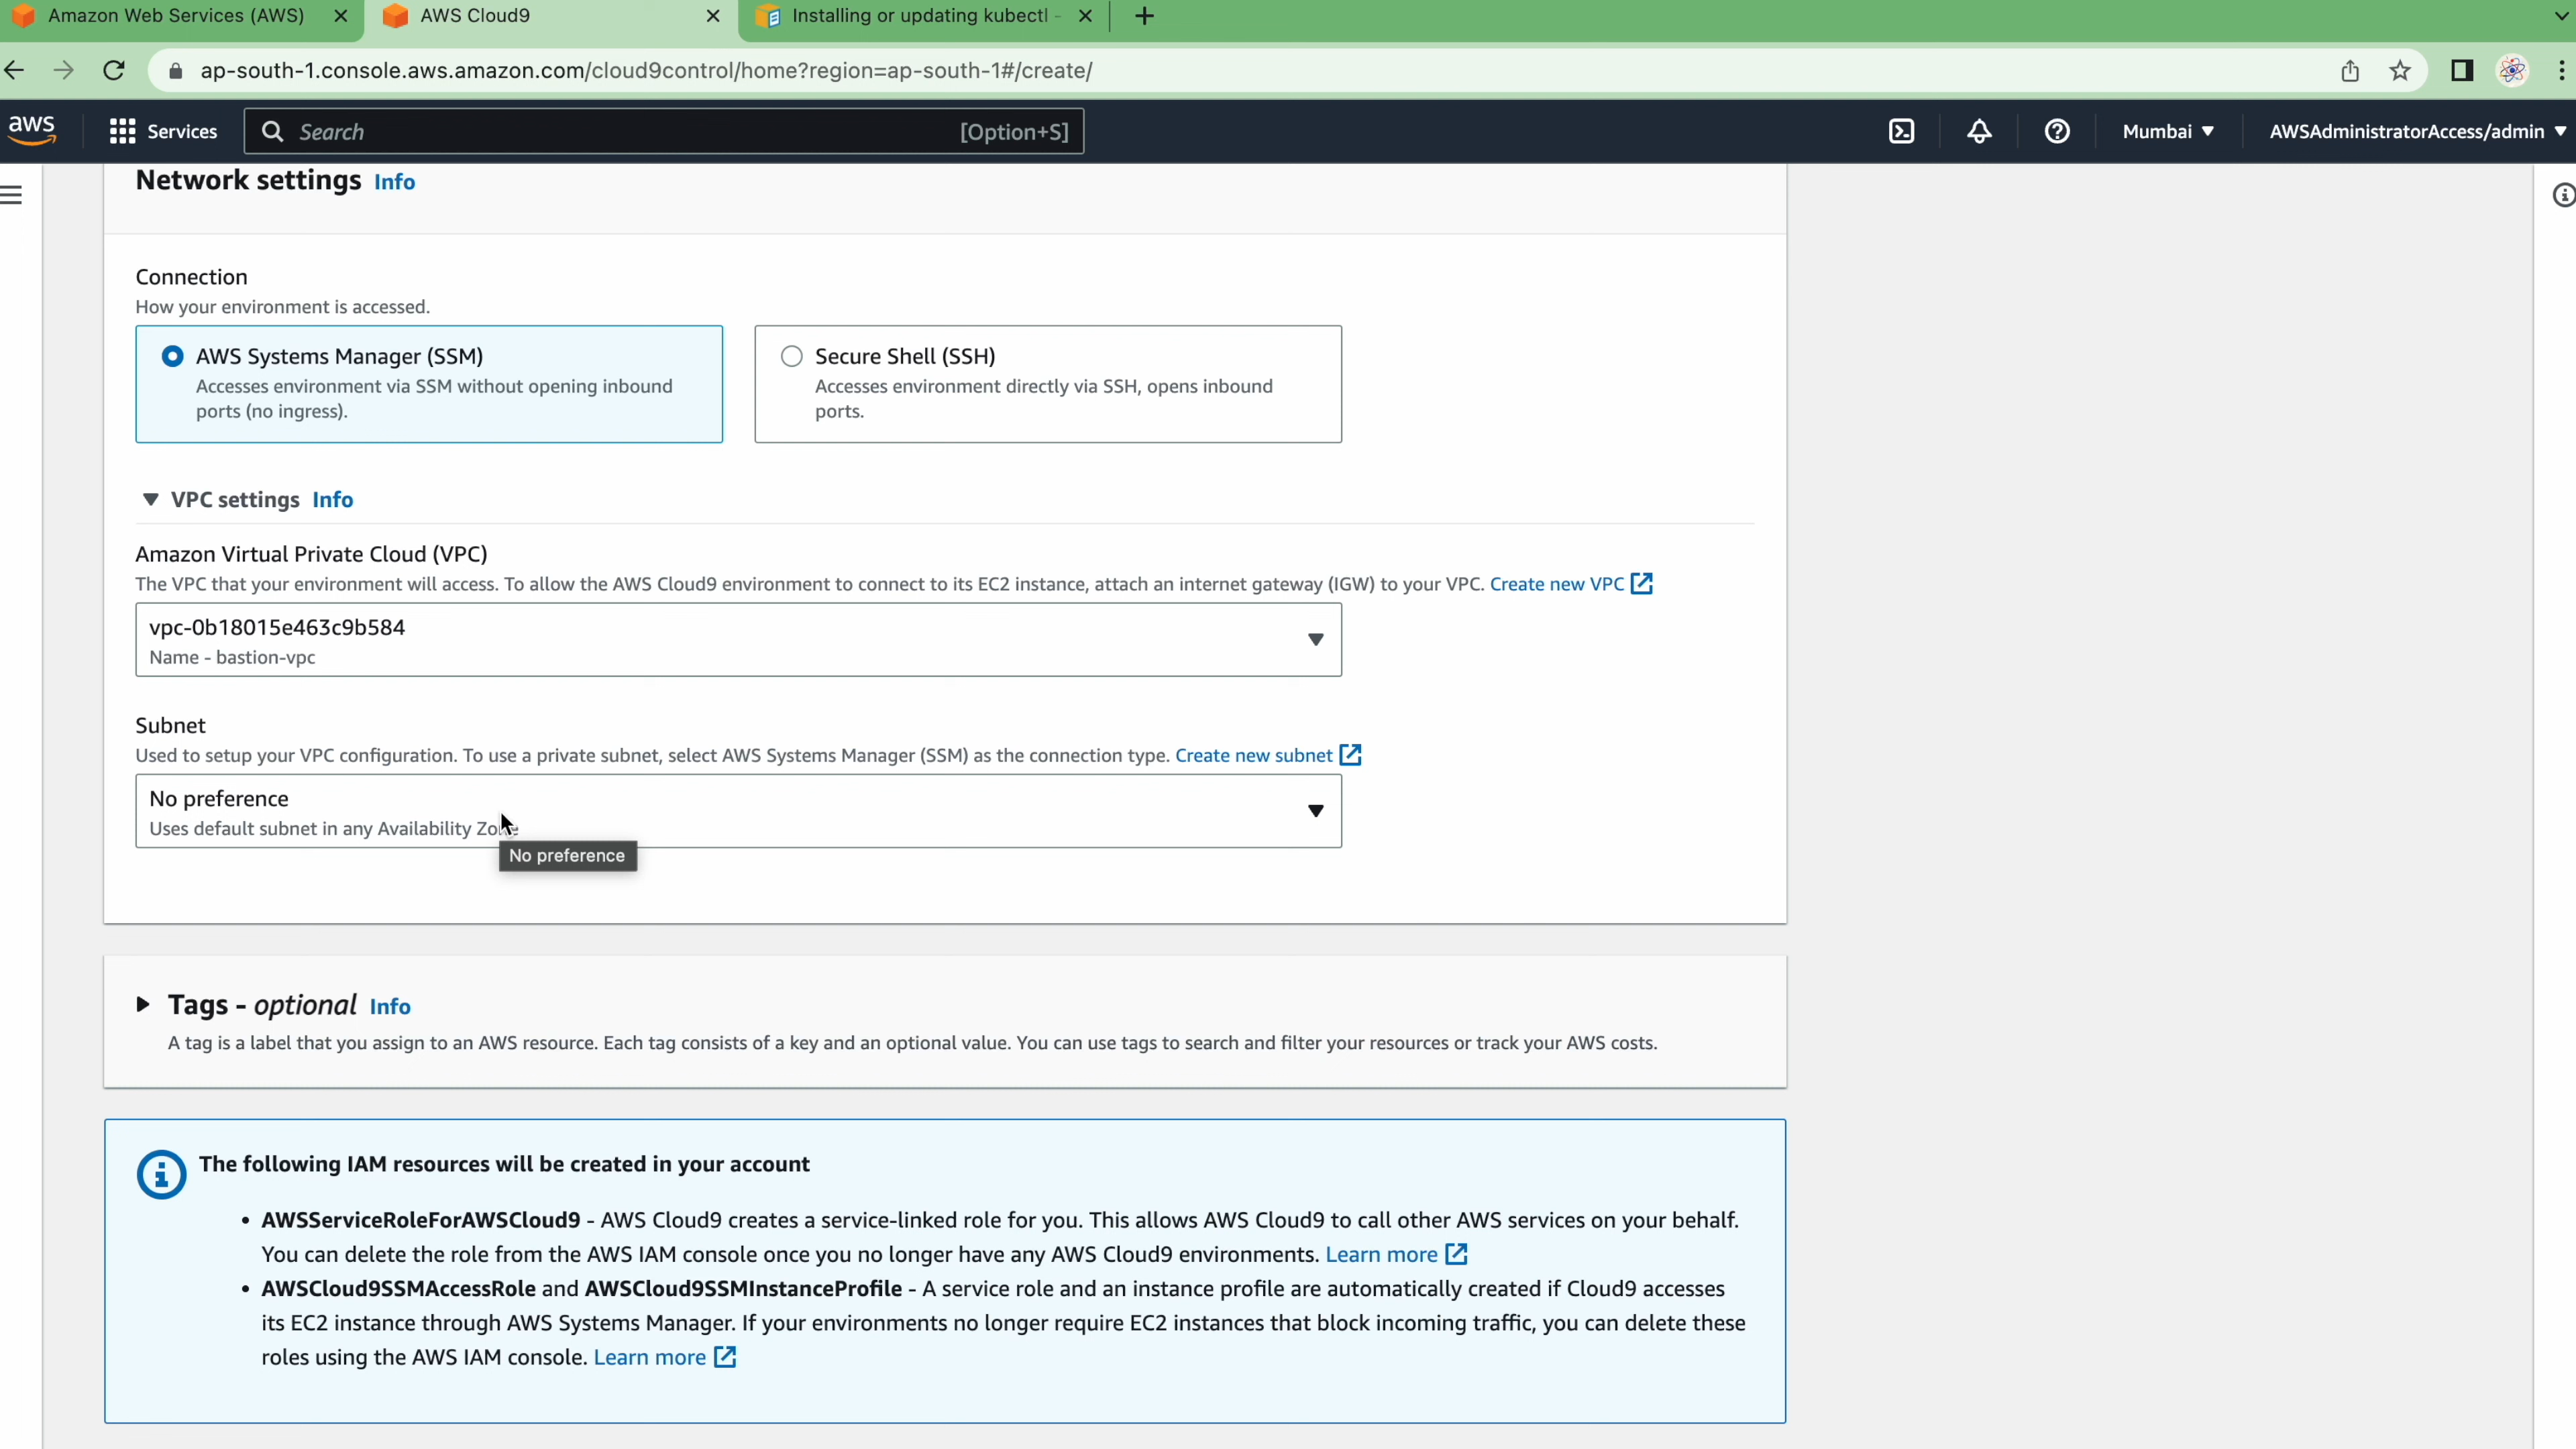 Amazon Web Services (AWS)
AWS Cloud9
Installing or updating kubectl -
ap-south-1.console.aws.amazon.com/cloud9control/home?region=ap-south-1#/create/
aws
Services
Search
[Option+S]
Mumbai
AWSAdministratorAccess/admin
Network settings Info
Connection
How your environment is accessed.
AWS Systems Manager (SSM)
Accesses environment via SSM without opening inbound
ports (no ingress).
Secure Shell (SSH)
Accesses environment directly via SSH, opens inbound
ports.
VPC settings Info
Amazon Virtual Private Cloud (VPC)
The VPC that your environment will access. To allow the AWS Cloud9 environment to connect to its EC2 instance, attach an internet gateway (IGW) to your VPC. Create new VPC
vpc-0b18015e463c9b584
Name - bastion-vpc
Subnet
Used to setup your VPC configuration. To use a private subnet, select AWS Systems Manager (SSM) as the connection type. Create new subnet
No preference
Uses default subnet in any Availability Zone
No preference
Tags - optional Info
A tag is a label that you assign to an AWS resource. Each tag consists of a key and an optional value. You can use tags to search and filter your resources or track your AWS costs.
The following IAM resources will be created in your account
• AWSServiceRoleForAWSCloud9 - AWS Cloud9 creates a service-linked role for you. This allows AWS Cloud9 to call other AWS services on your behalf.
You can delete the role from the AWS IAM console once you no longer have any AWS Cloud9 environments. Learn more
• AWSCloud9SSMAccessRole and AWSCloud9SSMInstanceProfile - A service role and an instance profile are automatically created if Cloud9 accesses
its EC2 instance through AWS Systems Manager. If your environments no longer require EC2 instances that block incoming traffic, you can delete these
roles using the AWS IAM console. Learn more